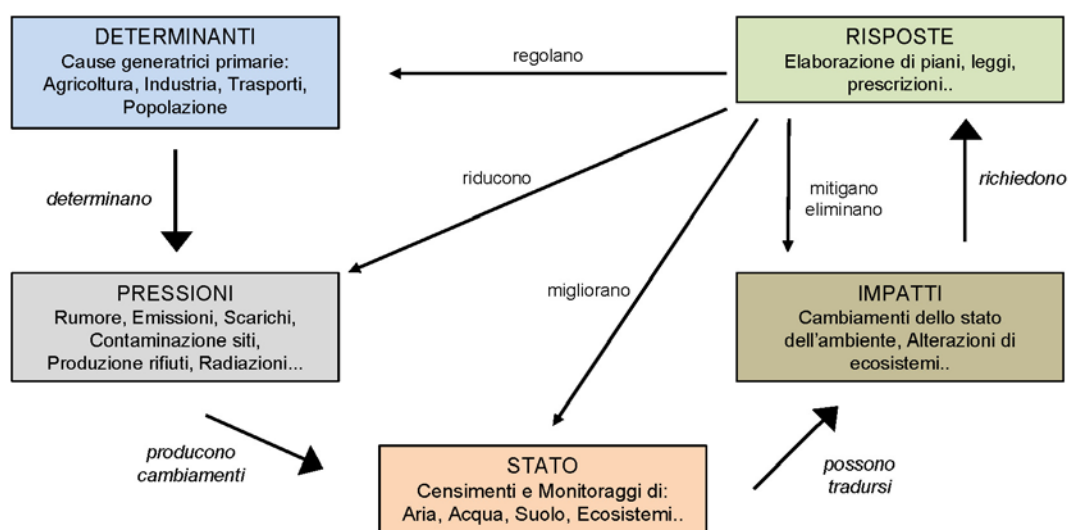 DETERMINANTI
Cause generatrici primarie:
Agricoltura, Industria, Trasporti,
Popolazione
regolano
RISPOSTE
Elaborazione di piani, leggi,
prescrizioni..
determinano
riducono
mitigano
eliminano
richiedono
PRESSIONI
Rumore, Emissioni, Scarichi,
Contaminazione siti,
Produzione rifiuti, Radiazioni...
migliorano
IMPATTI
Cambiamenti dello stato
dell'ambiente, Alterazioni di
ecosistemi..
producono
cambiamenti
STATO
Censimenti e Monitoraggi di:
Aria, Acqua, Suolo, Ecosistemi..
possono
tradursi